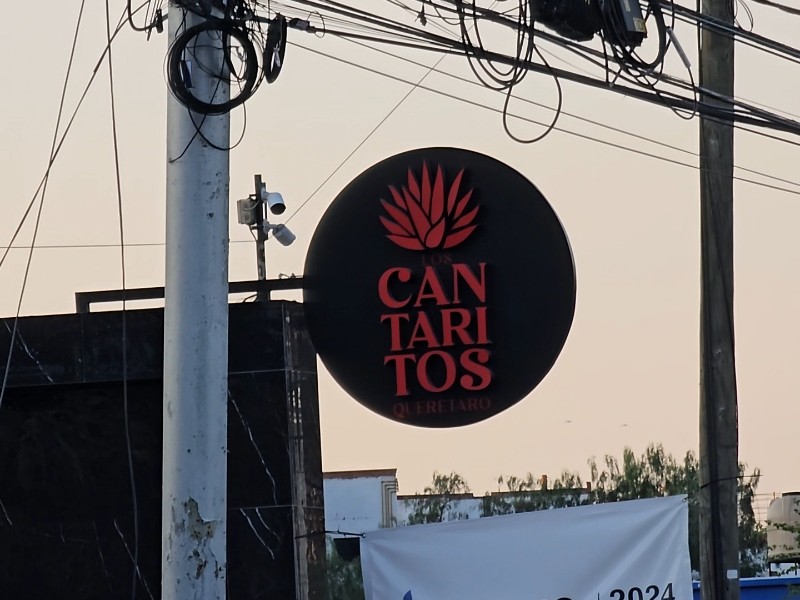 LOS
CAN
TARI
TOS
QUERETARO
2024